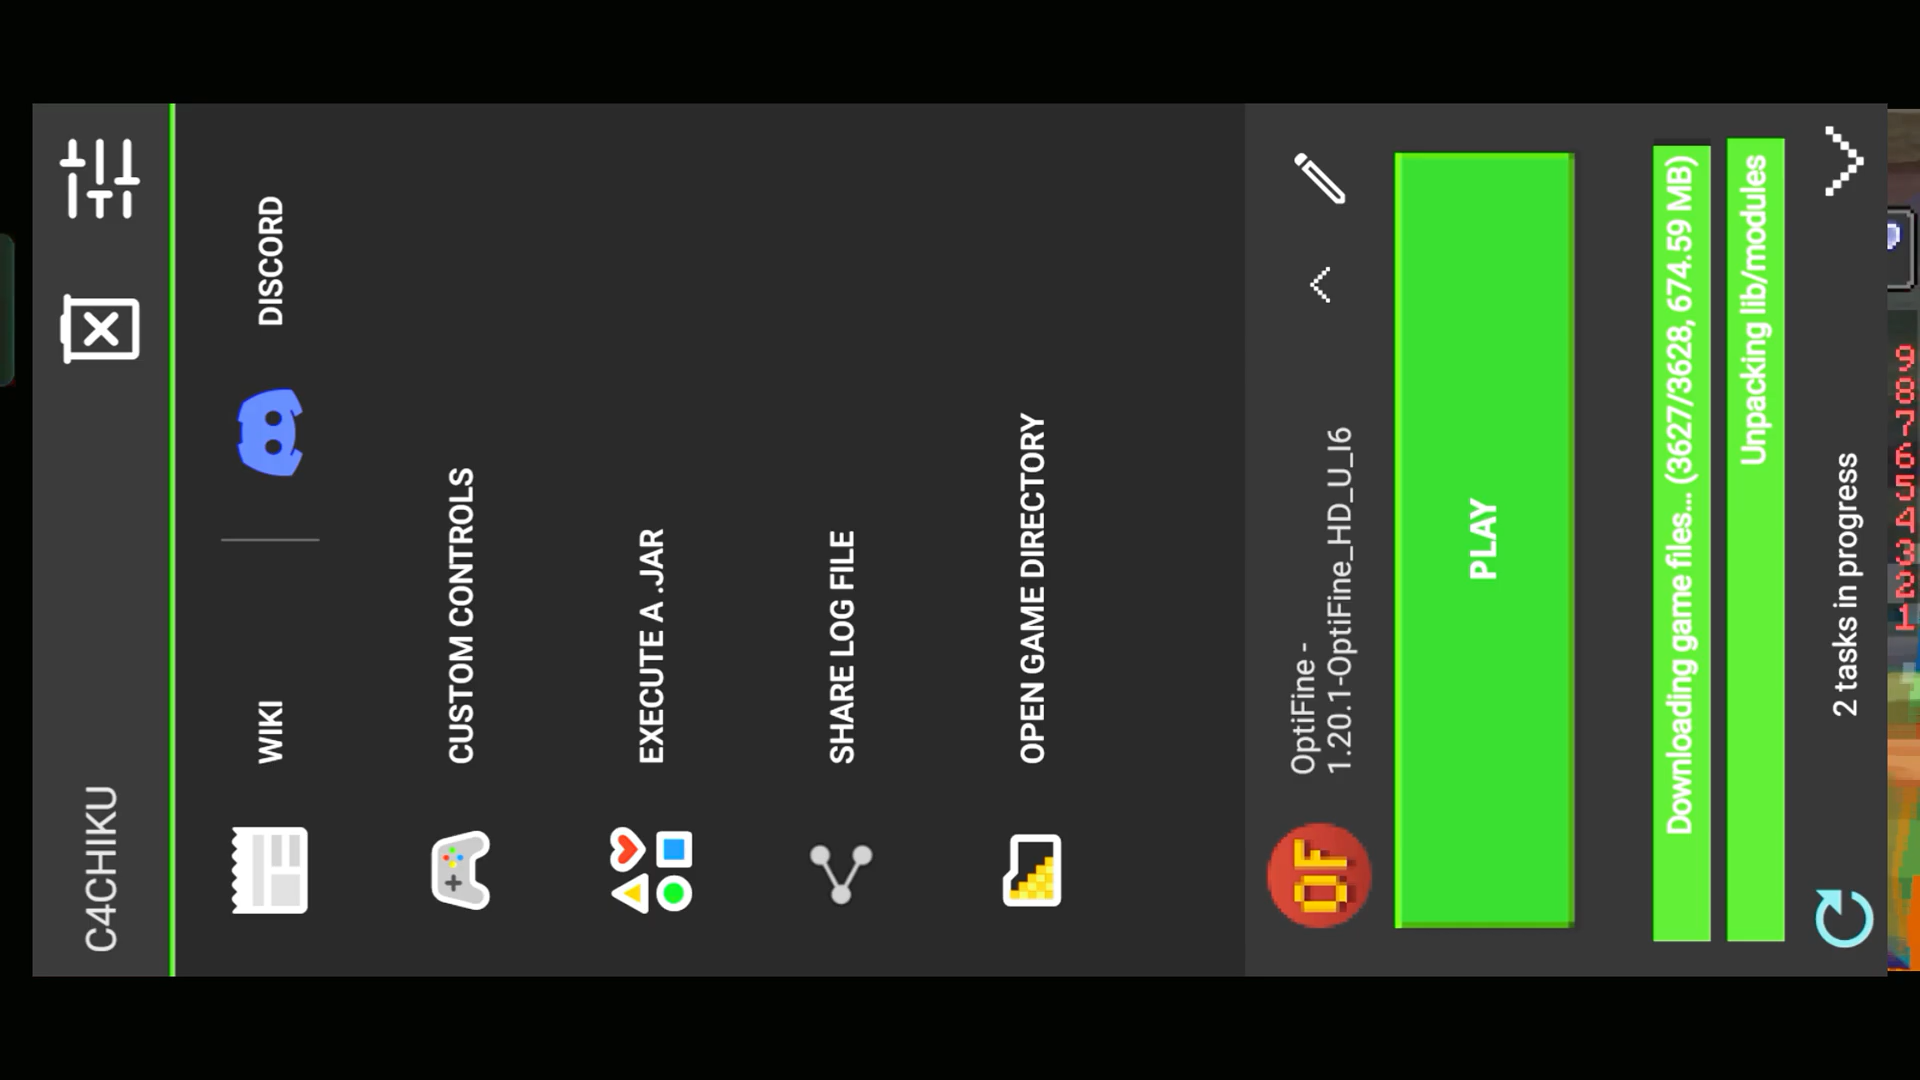 C4CHIKU
WIKI
DISCORD
CUSTOM CONTROLS
EXECUTE A .JAR
SHARE LOG FILE
OPEN GAME DIRECTORY
OF
OptiFine -
1.20.1-OptiFine_HD_U_I6
PLAY
Downloading game files... (3627/3628, 674.59 MB)
Unpacking lib/modules
2 tasks in progress